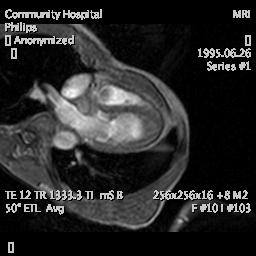 Community Hospital
MRI
Philips
[] Anonymized
[]
[]
1995.06.26
Series #1
TE 12 TR 1333.3 TI mS B
256x256x16 +8 M2
50° ETL Avg
F #10 I #103
[]